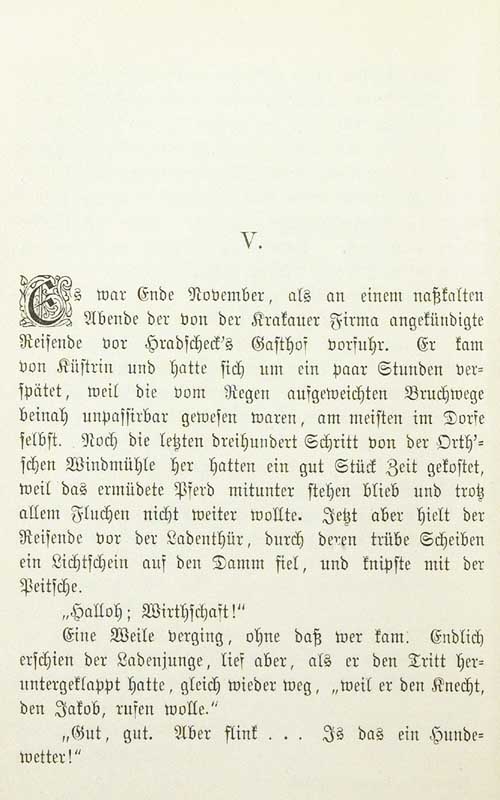 V.
Es war Ende November, als an einem naßkalten
Abende der von der Krakauer Firma angekündigte
Reisende vor Hradscheck's Gasthof vorfuhr. Er kam
von Küstrin und hatte sich um ein paar Stunden ver-
spätet, weil die vom Regen aufgeweichten Bruchwege
beinah unpassirbar gewesen waren, am meisten im Dorfe
selbst. Noch die letzten dreihundert Schritt von der Orth'-
schen Windmühle her hatten ein gut Stück Zeit gekostet,
weil das ermüdete Pferd mitunter stehen blieb und trotz
allem Fluchen nicht weiter wollte. Jetzt aber hielt der
Reisende vor der Ladenthür, durch deren trübe Scheiben
ein Lichtschein auf den Damm fiel, und knipste mit der
Peitsche.
„Halloh; Wirthschaft!“
Eine Weile verging, ohne daß wer kam. Endlich
erschien der Ladenjunge, lief aber, als er den Tritt her-
untergeklappt hatte, gleich wieder weg, „weil er den Knecht,
den Jakob, rufen wolle.“
„Gut, gut. Aber flink . . . Is das ein Hunde-
wetter!“